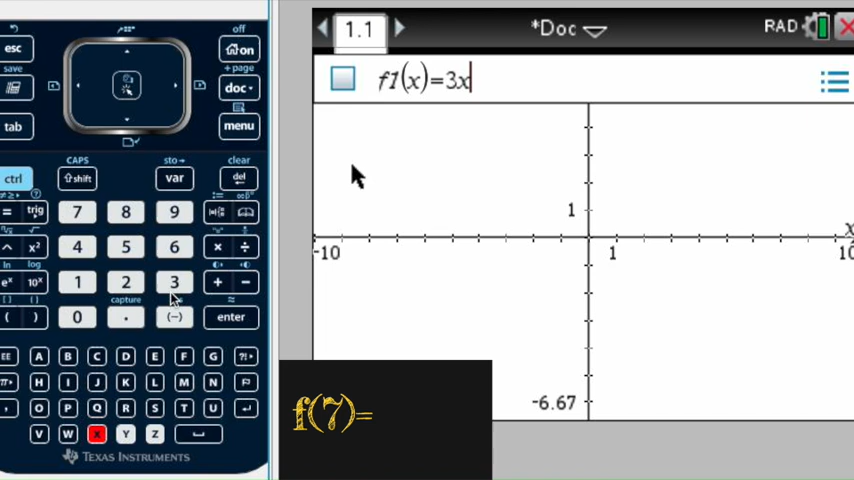 off
esc
on
save
+ page
doc
tab
menu
CAPS
sto→
clear
ctrl
⇧shift
var
del
= trig 7 8 9
^ x² 4 5 6 × ÷
ln log
eˣ 10ˣ 1 2 3 + −
capture
( ) 0 . (−) enter
EE A B C D E F G ?!▸
π▸ H I J K L M N
, O P Q R S T U ↵
V W X Y Z
TEXAS INSTRUMENTS
1.1 *Doc RAD
f1(x)=3x
1
x
-10 1 10
-6.67
f(7)=